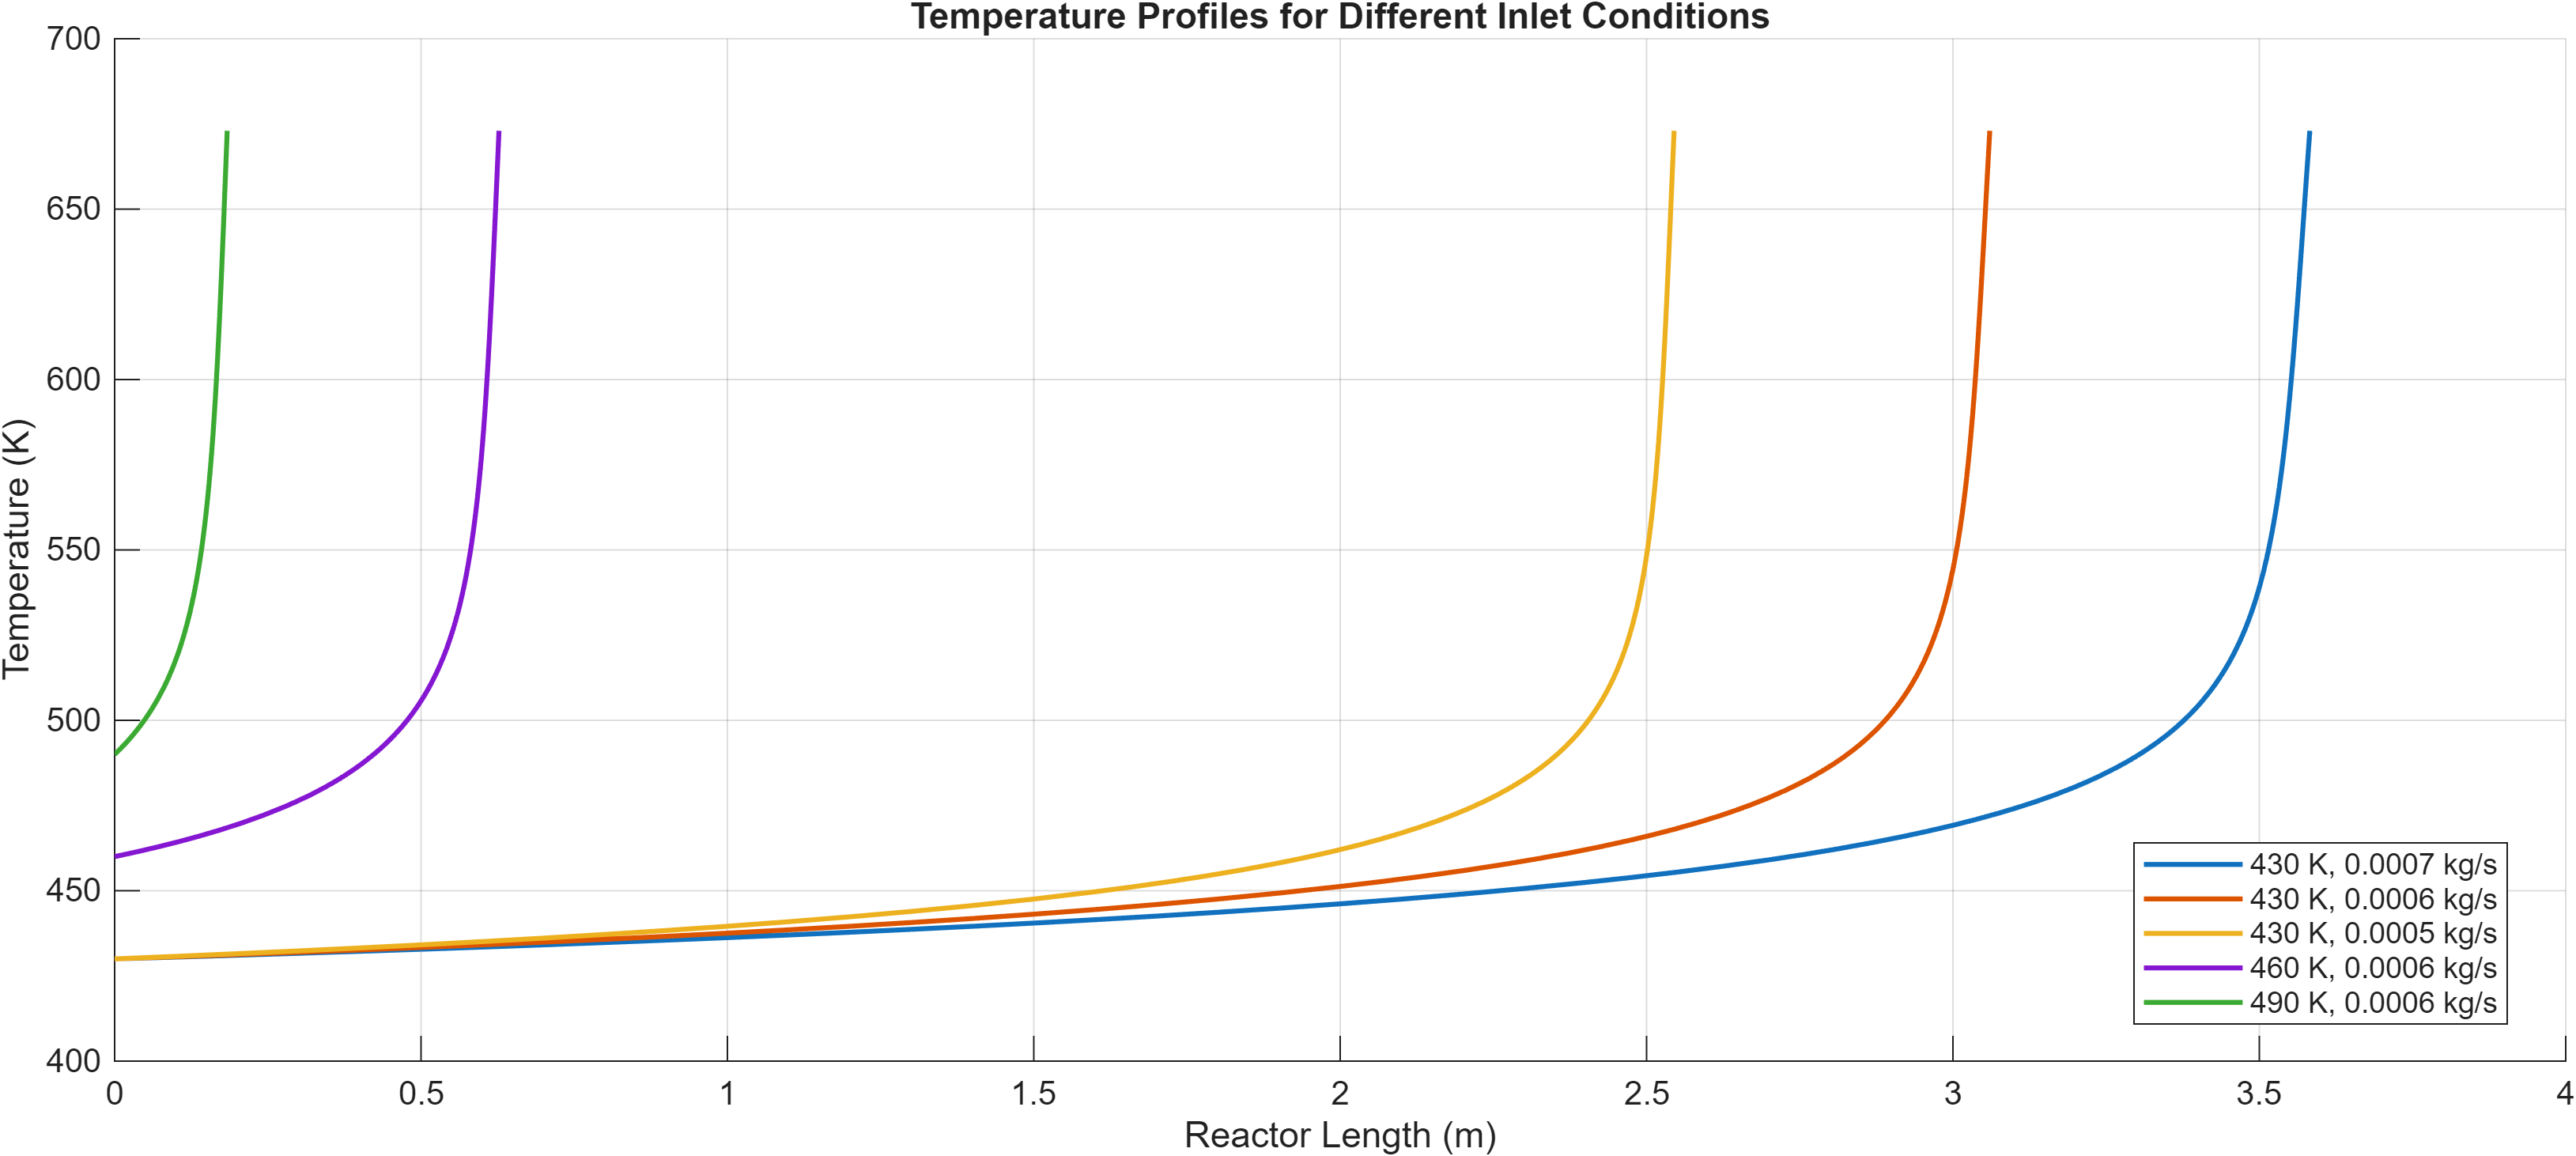 Temperature Profiles for Different Inlet Conditions
700
650
600
550
500
450
400
Temperature (K)
0 0.5 1 1.5 2 2.5 3 3.5 4
Reactor Length (m)
430 K, 0.0007 kg/s
430 K, 0.0006 kg/s
430 K, 0.0005 kg/s
460 K, 0.0006 kg/s
490 K, 0.0006 kg/s